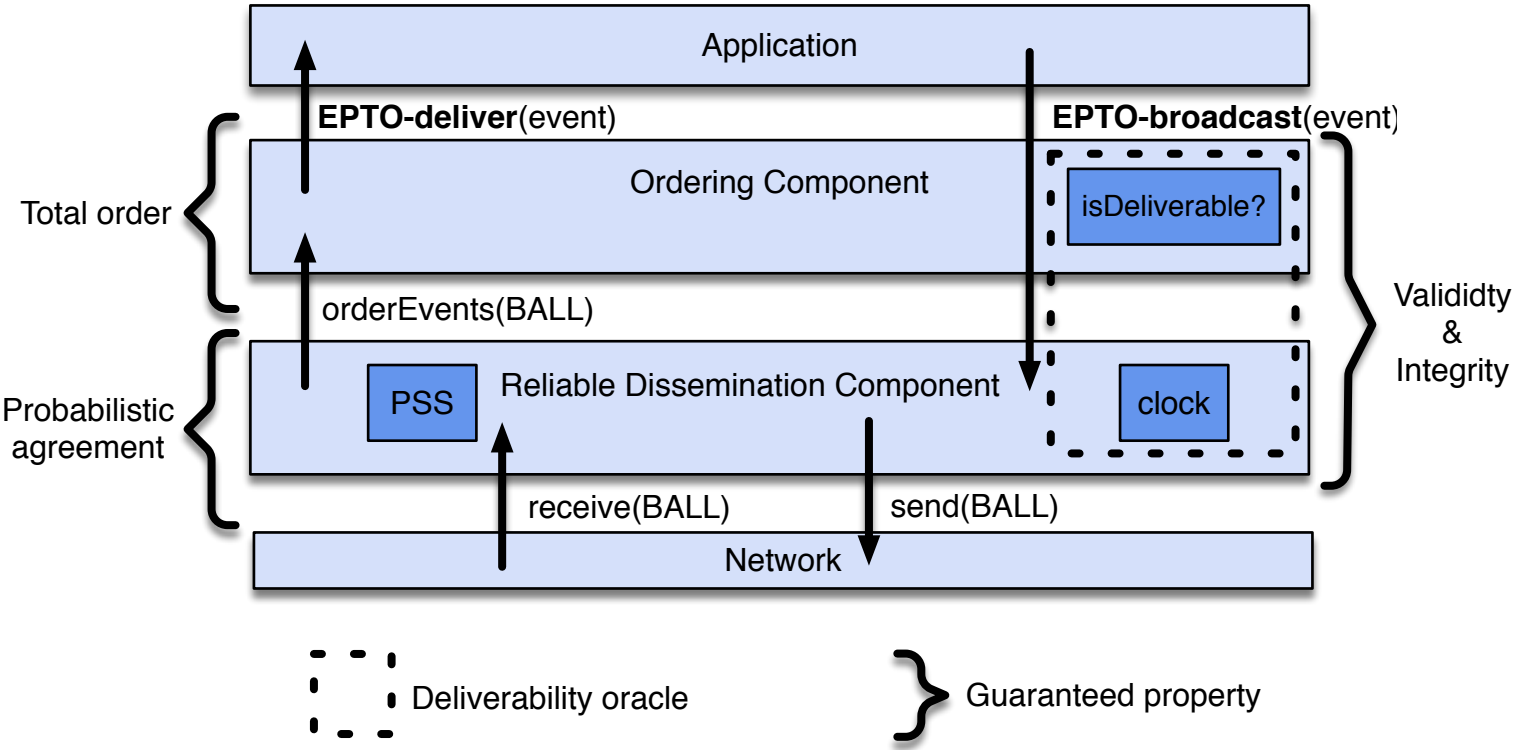 Application
EPTO-deliver(event)
EPTO-broadcast(event)
Ordering Component
isDeliverable?
Total order
orderEvents(BALL)
Valididty
&
Integrity
PSS
Reliable Dissemination Component
clock
Probabilistic
agreement
receive(BALL)
send(BALL)
Network
Deliverability oracle
Guaranteed property